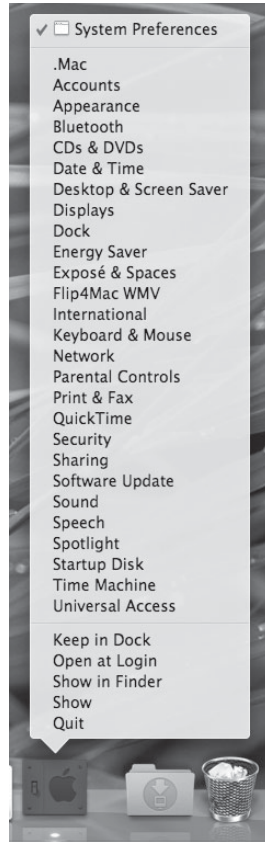 ✓ System Preferences
.Mac
Accounts
Appearance
Bluetooth
CDs & DVDs
Date & Time
Desktop & Screen Saver
Displays
Dock
Energy Saver
Exposé & Spaces
Flip4Mac WMV
International
Keyboard & Mouse
Network
Parental Controls
Print & Fax
QuickTime
Security
Sharing
Software Update
Sound
Speech
Spotlight
Startup Disk
Time Machine
Universal Access
Keep in Dock
Open at Login
Show in Finder
Show
Quit